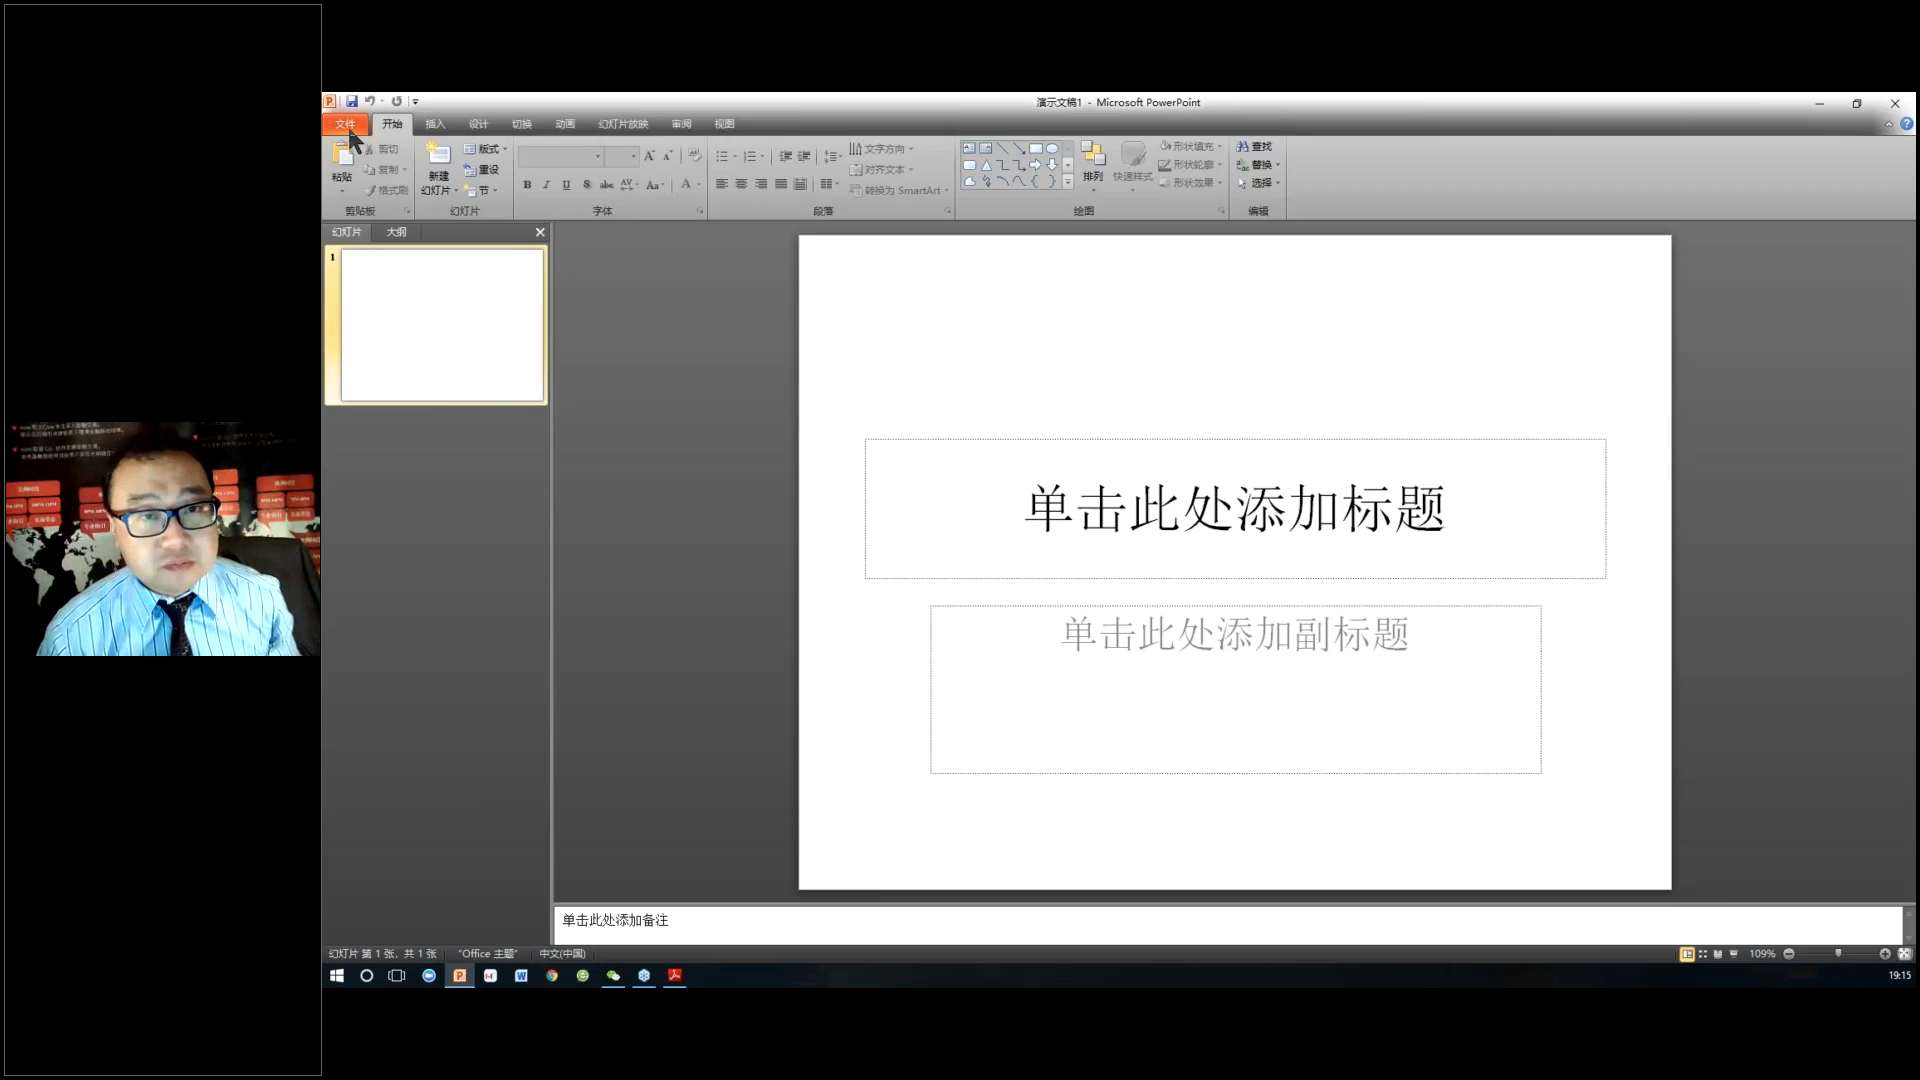 演示文稿1 - Microsoft PowerPoint
文件 开始 插入 设计 切换 动画 幻灯片放映 审阅 视图
粘贴
剪切
复制
格式刷
剪贴板
新建
幻灯片
版式
重设
节
幻灯片
B I U S abc AV Aa A
字体
文字方向
对齐文本
转换为 SmartArt
段落
排列
快速样式
形状填充
形状轮廓
形状效果
绘图
查找
替换
选择
编辑
幻灯片 大纲
1
单击此处添加标题
单击此处添加副标题
单击此处添加备注
幻灯片 第 1 张，共 1 张 "Office 主题" 中文(中国) 109%
19:15